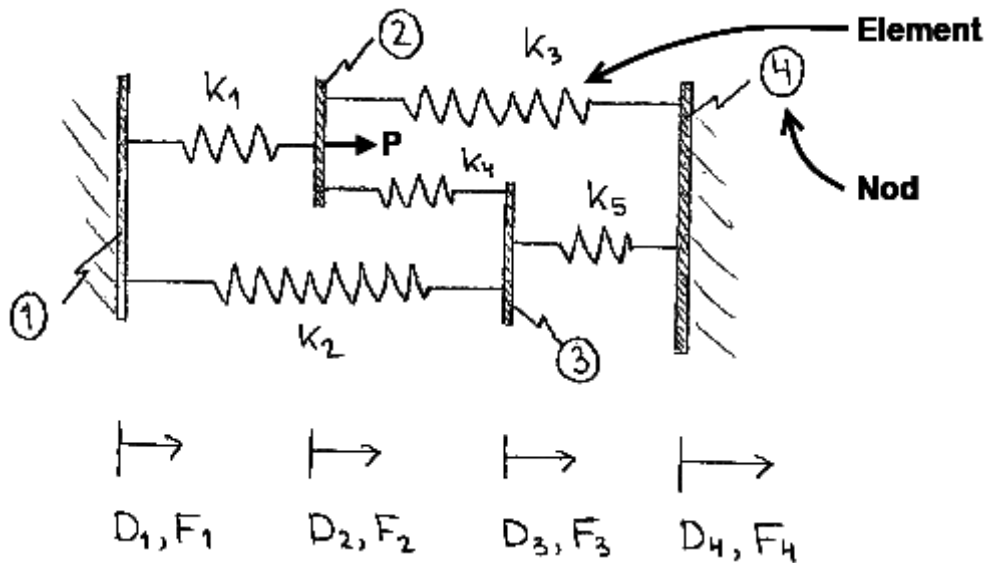 ② Element
K₃
④
K₁
P
K₄
Nod
K₅
①
K₂
③
D₁, F₁ D₂, F₂ D₃, F₃ D₄, F₄